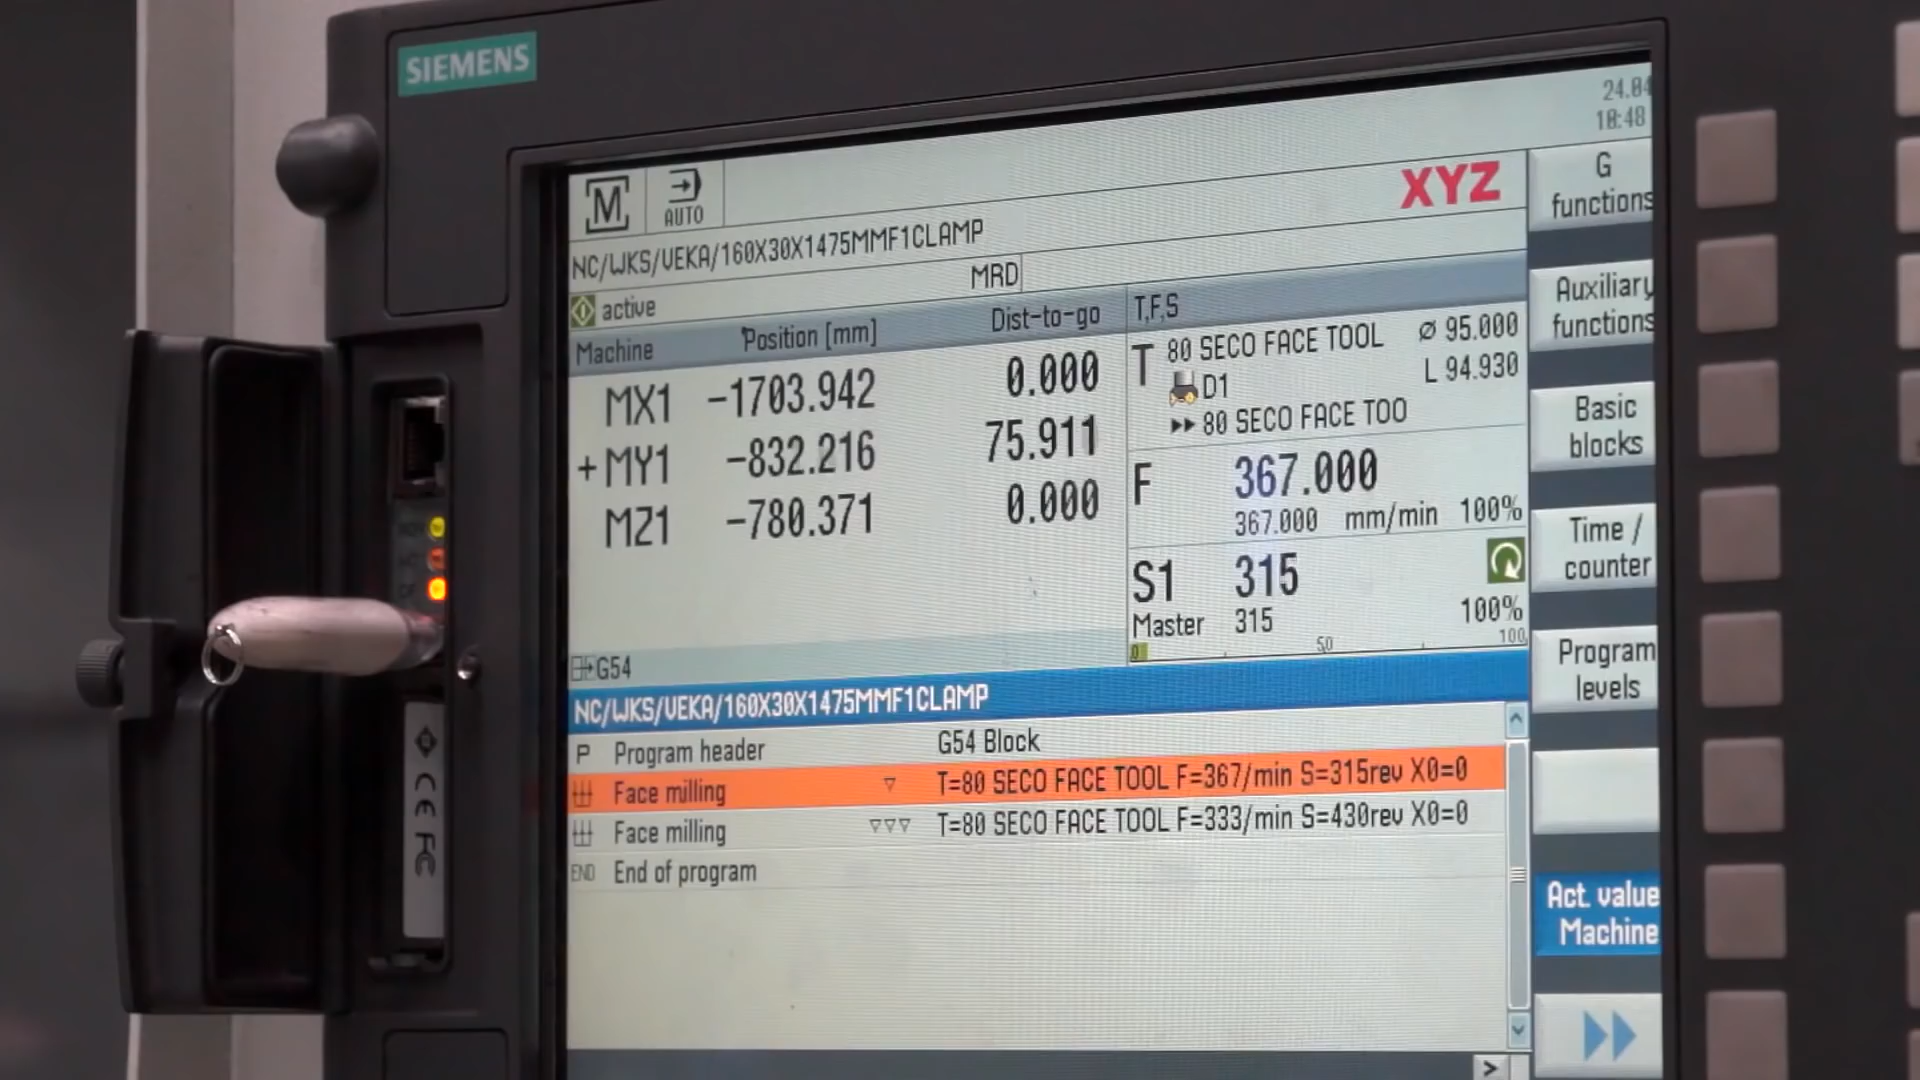 SIEMENS
24.04
18:48
M
AUTO
XYZ
NC/WKS/VEKA/160X30X1475MMF1CLAMP
MRD
active
Machine Position [mm] Dist-to-go
MX1 -1703.942 0.000
+ MY1 -832.216 75.911
MZ1 -780.371 0.000
G54
T,F,S
T 80 SECO FACE TOOL ø 95.000
D1 L 94.930
80 SECO FACE TOO
F 367.000
367.000 mm/min 100%
S1 315
Master 315 100%
0 50 100
NC/WKS/VEKA/160X30X1475MMF1CLAMP
P Program header G54 Block
Face milling ▽ T=80 SECO FACE TOOL F=367/min S=315rev X0=0
Face milling ▽▽▽ T=80 SECO FACE TOOL F=333/min S=430rev X0=0
END End of program
G
functions
Auxiliary
functions
Basic
blocks
Time /
counter
Program
levels
Act. value
Machine
CE FC